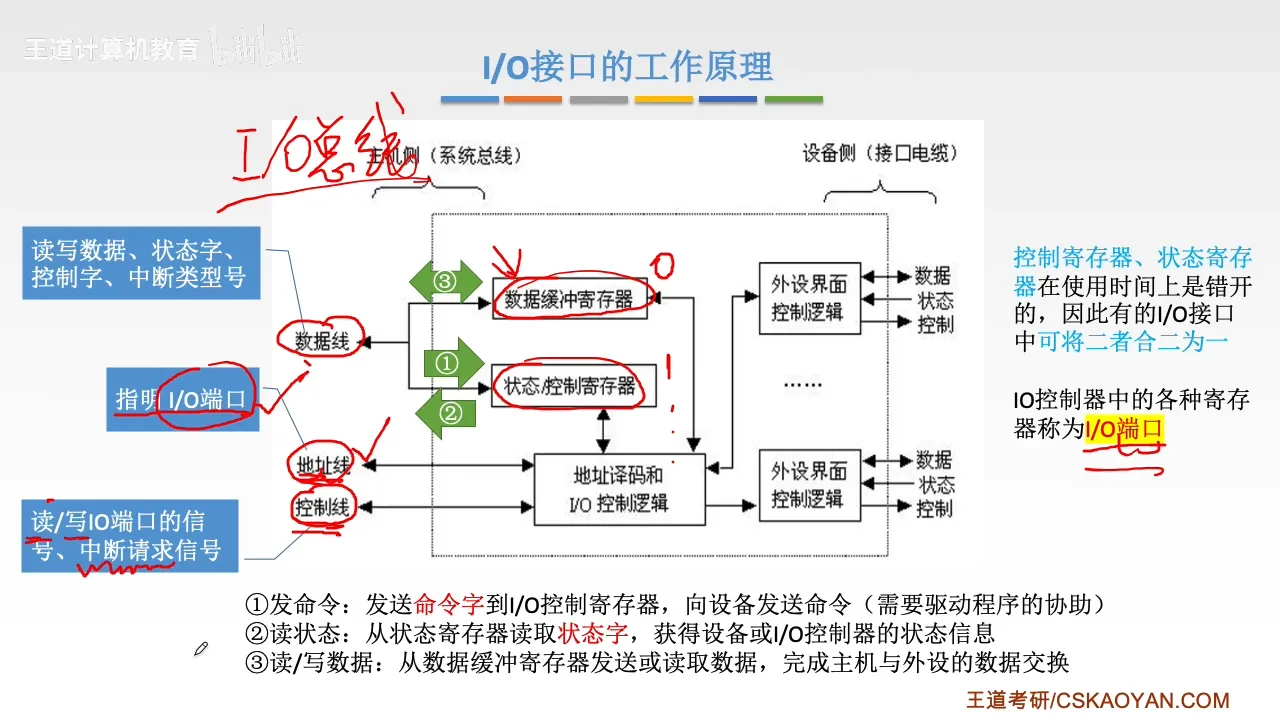 王道计算机教育 bilibili
I/O接口的工作原理
I/O总线
主机侧（系统总线）
设备侧（接口电缆）
读写数据、状态字、
控制字、中断类型号
数据线
指明 I/O端口
地址线
控制线
读/写IO端口的信
号、中断请求信号
③
数据缓冲寄存器
0
①
状态/控制寄存器
1
②
地址译码和
I/O 控制逻辑
外设界面
控制逻辑
数据
状态
控制
……
外设界面
控制逻辑
数据
状态
控制
控制寄存器、状态寄存
器在使用时间上是错开
的，因此有的I/O接口
中可将二者合二为一
IO控制器中的各种寄存
器称为I/O端口
①发命令：发送命令字到I/O控制寄存器，向设备发送命令（需要驱动程序的协助）
②读状态：从状态寄存器读取状态字，获得设备或I/O控制器的状态信息
③读/写数据：从数据缓冲寄存器发送或读取数据，完成主机与外设的数据交换
王道考研/CSKAOYAN.COM